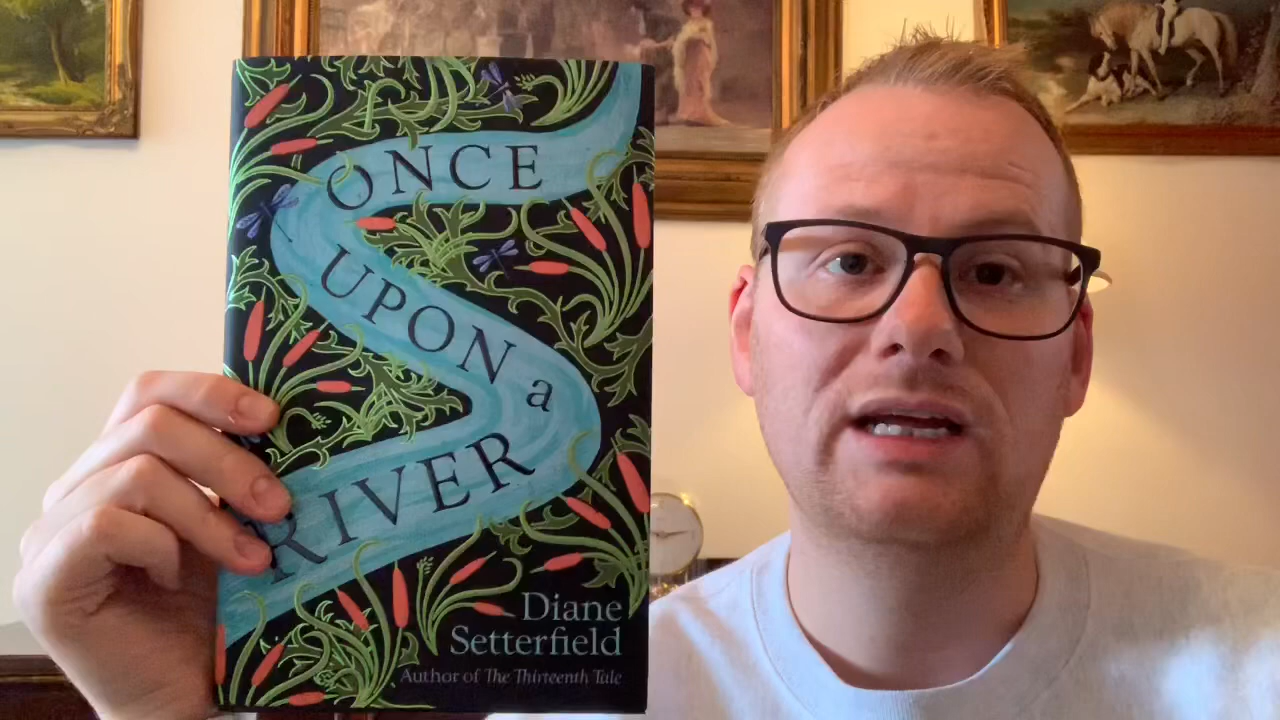 ONCE
UPON a
RIVER
Diane
Setterfield
Author of The Thirteenth Tale